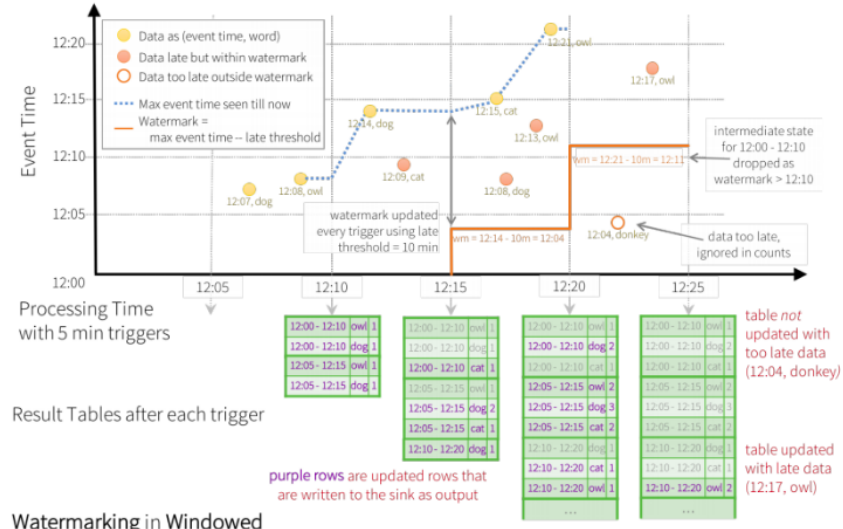 12:20
12:15
12:10
12:05
12:00
Event Time
Data as (event time, word)
Data late but within watermark
Data too late outside watermark
Max event time seen till now
Watermark =
max event time -- late threshold
12:07, dog
12:08, owl
12:14, dog
12:09, cat
12:15, cat
12:08, dog
12:13, owl
12:21, owl
12:17, owl
12:04, donkey
wm = 12:14 - 10m = 12:04
wm = 12:21 - 10m = 12:11
watermark updated
every trigger using late
threshold = 10 min
intermediate state
for 12:00 - 12:10
dropped as
watermark > 12:10
data too late,
ignored in counts
12:05
12:10
12:15
12:20
12:25
Processing Time
with 5 min triggers
Result Tables after each trigger
12:00 - 12:10 owl 1
12:00 - 12:10 dog 1
12:05 - 12:15 owl 1
12:05 - 12:15 dog 1
12:00 - 12:10 owl 1
12:00 - 12:10 dog 1
12:00 - 12:10 cat 1
12:05 - 12:15 owl 1
12:05 - 12:15 dog 2
12:05 - 12:15 cat 1
12:10 - 12:20 dog 1
12:00 - 12:10 owl 1
12:00 - 12:10 dog 2
12:00 - 12:10 cat 1
12:05 - 12:15 owl 2
12:05 - 12:15 dog 3
12:05 - 12:15 cat 2
12:10 - 12:20 dog 1
12:10 - 12:20 cat 1
12:10 - 12:20 owl 1
...
12:00 - 12:10 owl 1
12:00 - 12:10 dog 2
12:00 - 12:10 cat 1
12:05 - 12:15 owl 2
12:05 - 12:15 dog 3
12:05 - 12:15 cat 2
12:10 - 12:20 dog 1
12:10 - 12:20 cat 1
12:10 - 12:20 owl 2
...
table not
updated with
too late data
(12:04, donkey)
table updated
with late data
(12:17, owl)
purple rows are updated rows that
are written to the sink as output
Watermarking in Windowed